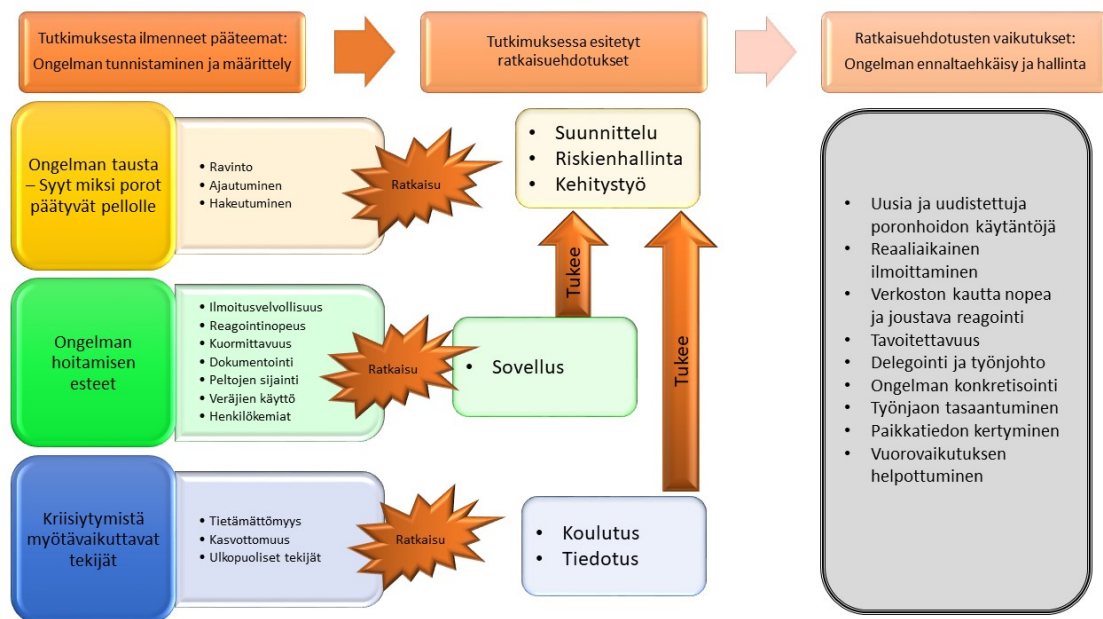 Tutkimuksesta ilmenneet pääteemat:
Ongelman tunnistaminen ja määrittely
Tutkimuksessa esitetyt
ratkaisuehdotukset
Ratkaisuehdotusten vaikutukset:
Ongelman ennaltaehkäisy ja hallinta
Ongelman tausta
– Syyt miksi porot
päätyvät pellolle
• Ravinto
• Ajautuminen
• Hakeutuminen
Ratkaisu
• Suunnittelu
• Riskienhallinta
• Kehitystyö
Tukee
Tukee
Ongelman
hoitamisen
esteet
• Ilmoitusvelvollisuus
• Reagointinopeus
• Kuormittavuus
• Dokumentointi
• Peltojen sijainti
• Veräjien käyttö
• Henkilökemiat
Ratkaisu
• Sovellus
Kriisiytymistä
myötävaikuttavat
tekijät
• Tietämättömyys
• Kasvottomuus
• Ulkopuoliset tekijät
Ratkaisu
• Koulutus
• Tiedotus
• Uusia ja uudistettuja
poronhoidon käytäntöjä
• Reaaliaikainen
ilmoittaminen
• Verkoston kautta nopea
ja joustava reagointi
• Tavoitettavuus
• Delegointi ja työnjohto
• Ongelman konkretisointi
• Työnjaon tasaantuminen
• Paikkatiedon kertyminen
• Vuorovaikutuksen
helpottuminen